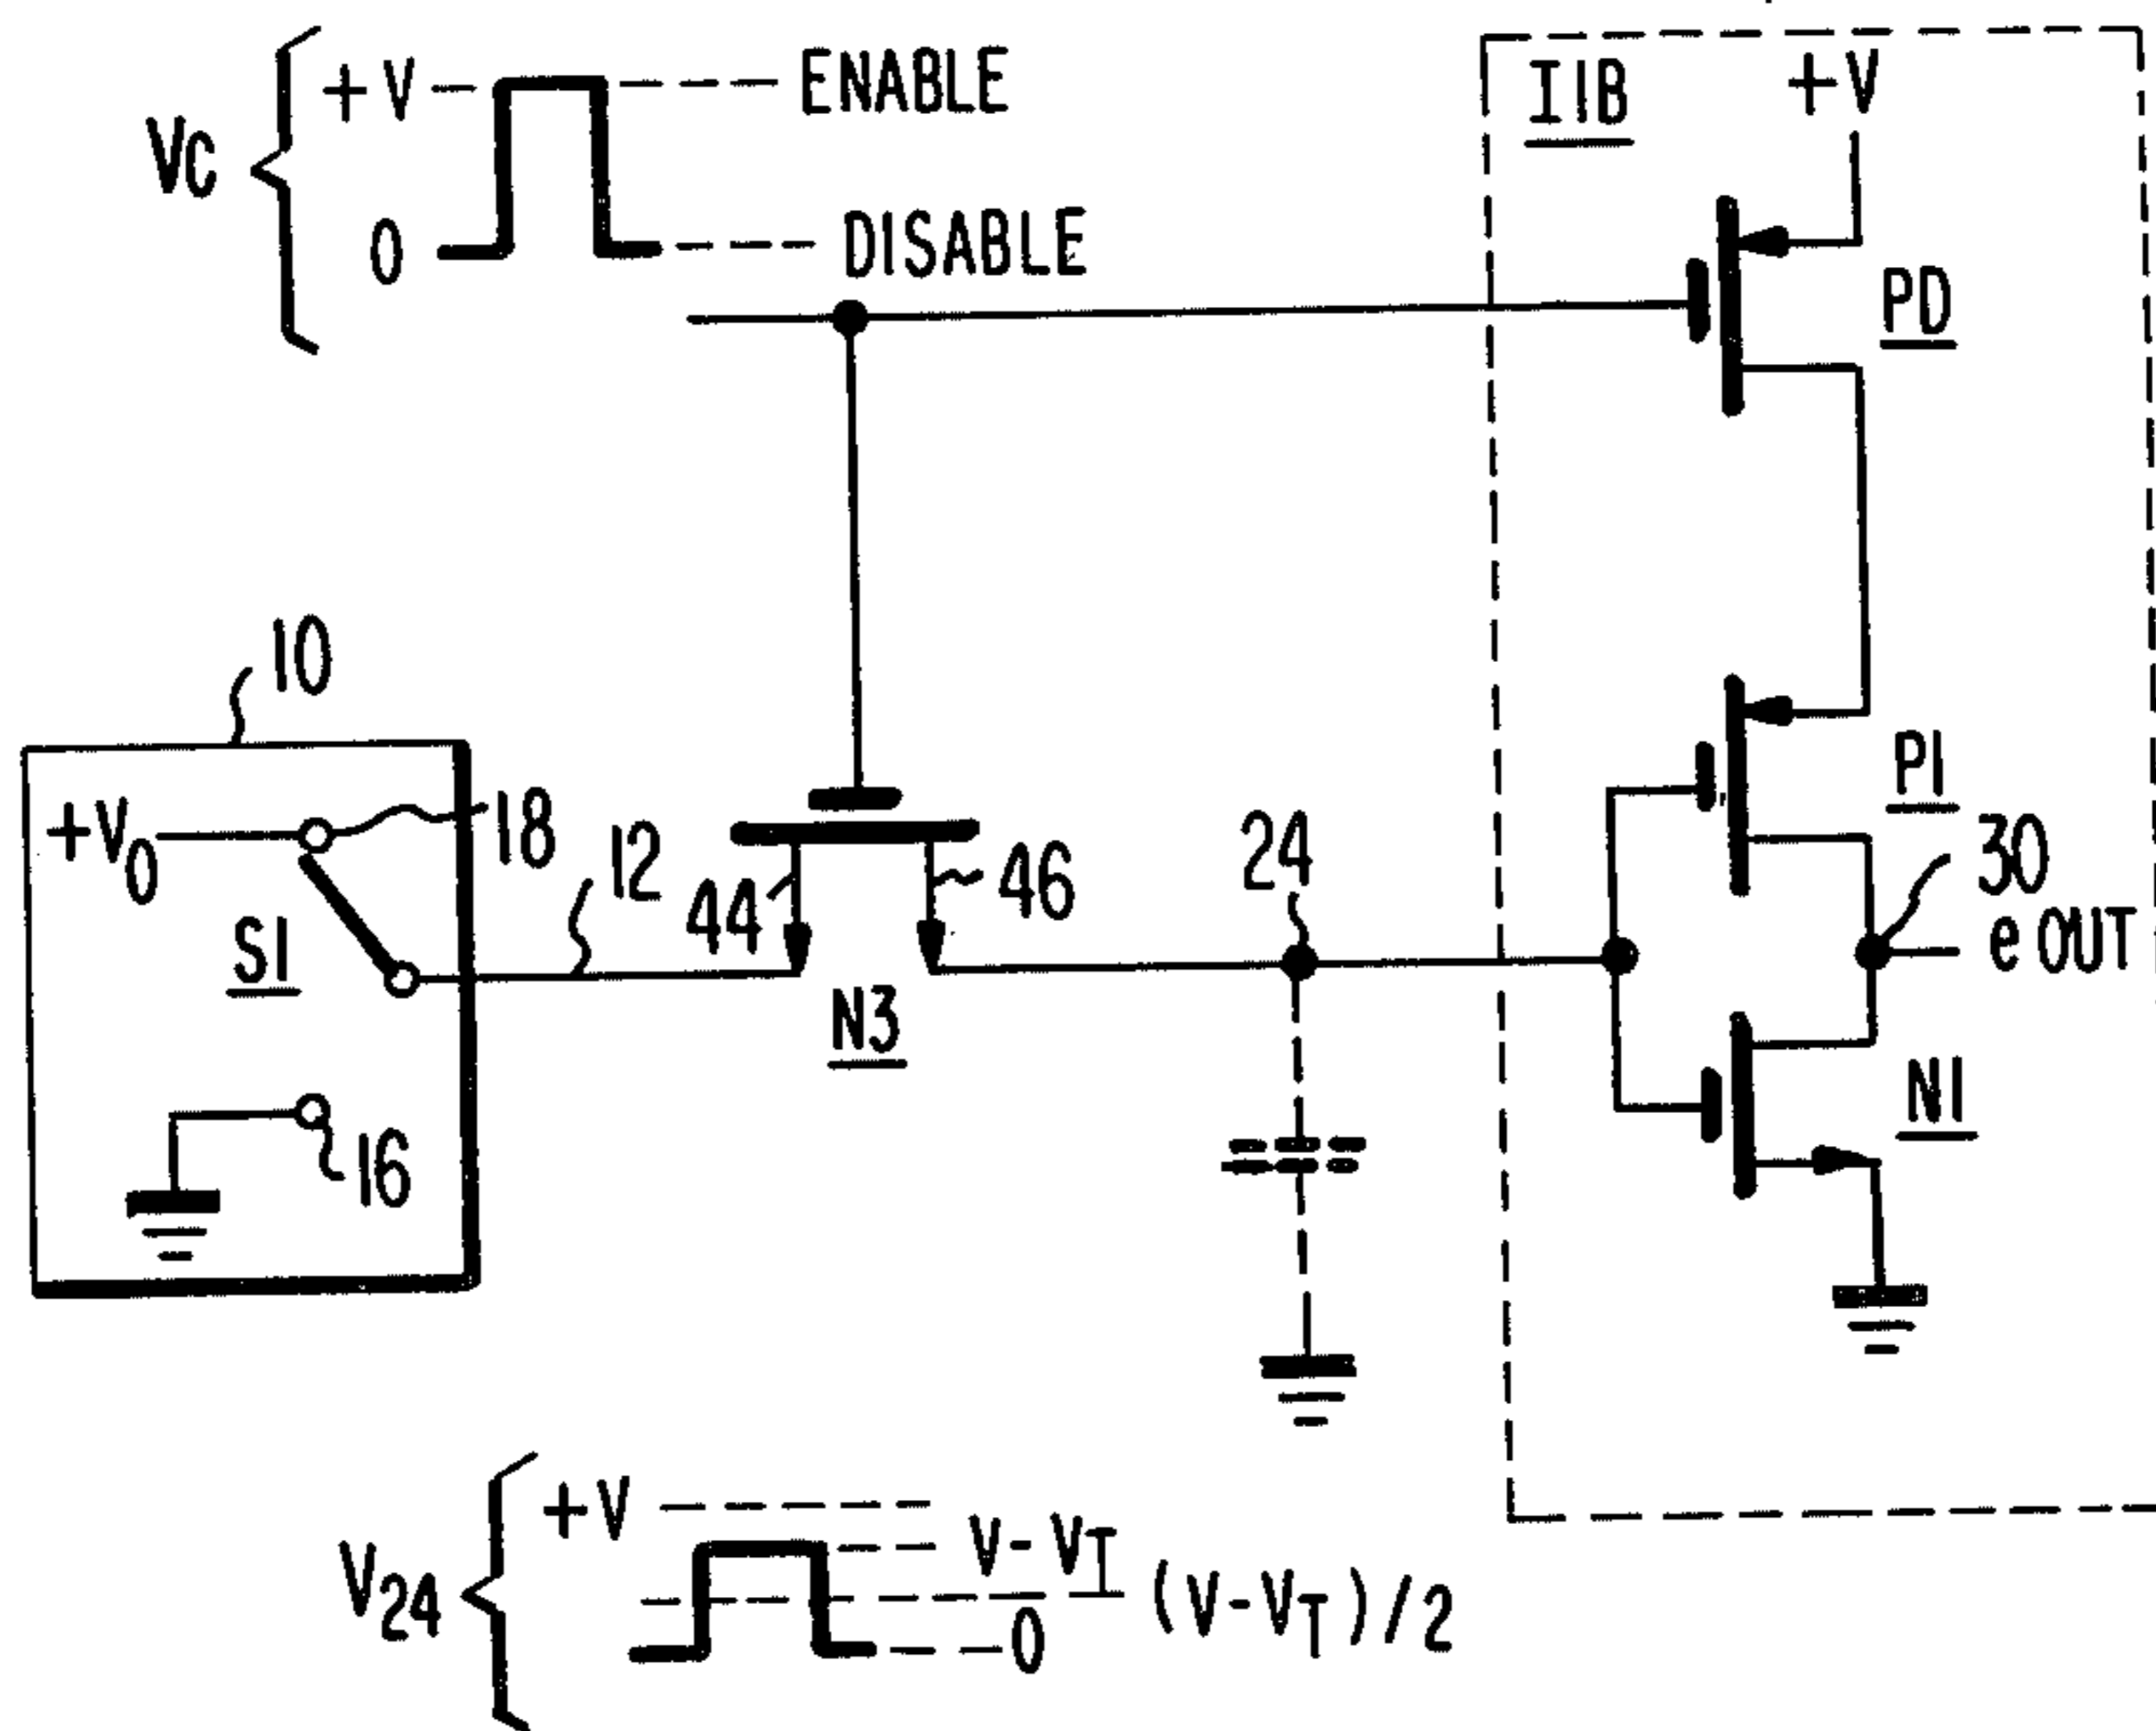 VC
+V
ENABLE
0
DISABLE
I1B
+V
PD
10
+V0
18
S1
16
12
44
46
N3
24
P1
30
e OUT
N1
V24
+V
V-VT
(V-VT)/2
0